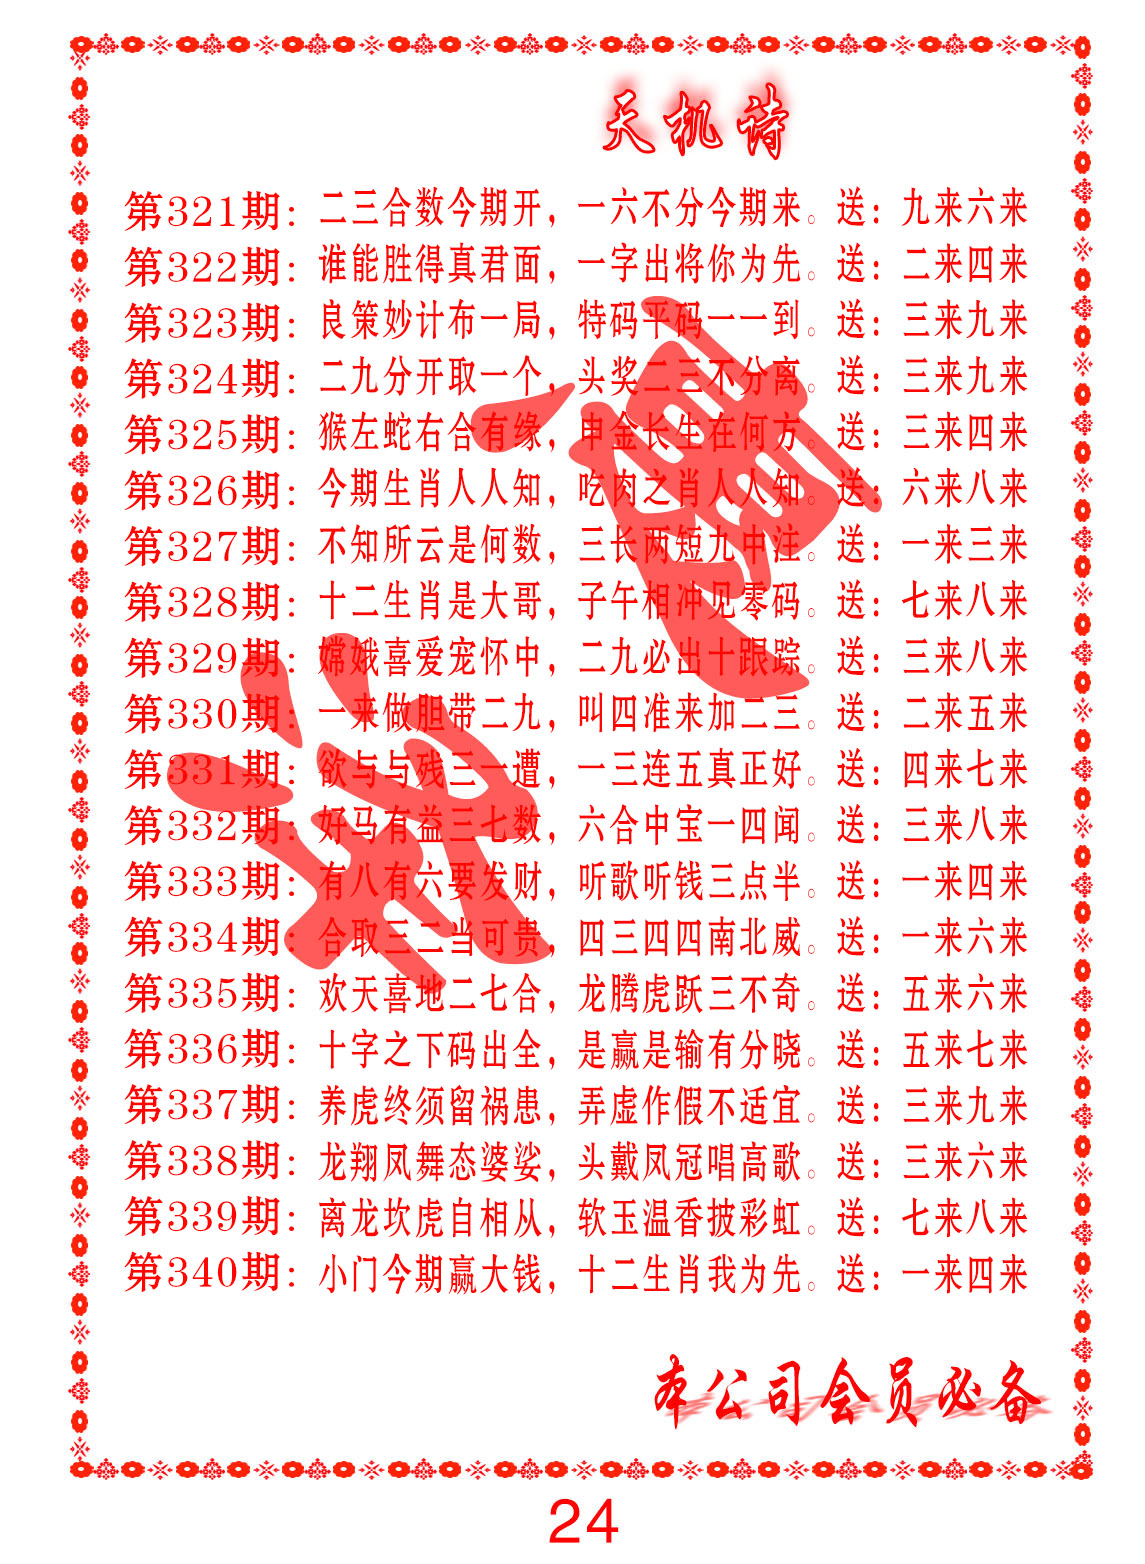 天机诗
第321期：二三合数今期开，一六不分今期来。送：九来六来
第322期：谁能胜得真君面，一字出将你为先。送：二来四来
第323期：良策妙计布一局，特码平码一一到。送：三来九来
第324期：二九分开取一个，头奖二三不分离。送：三来九来
第325期：猴左蛇右合有缘，申金长生在何方。送：三来四来
第326期：今期生肖人人知，吃肉之肖人人知。送：六来八来
第327期：不知所云是何数，三长两短九中注。送：一来三来
第328期：十二生肖是大哥，子午相冲见零码。送：七来八来
第329期：嫦娥喜爱宠怀中，二九必出十跟踪。送：三来八来
第330期：一来做胆带二九，叫四准来加二三。送：二来五来
第331期：欲与与残三一遭，一三连五真正好。送：四来七来
第332期：好马有益三七数，六合中宝一四闻。送：三来八来
第333期：有八有六要发财，听歌听钱三点半。送：一来四来
第334期：合取三二当可贵，四三四四南北威。送：一来六来
第335期：欢天喜地二七合，龙腾虎跃三不奇。送：五来六来
第336期：十字之下码出全，是赢是输有分晓。送：五来七来
第337期：养虎终须留祸患，弄虚作假不适宜。送：三来九来
第338期：龙翔凤舞态婆娑，头戴凤冠唱高歌。送：三来六来
第339期：离龙坎虎自相从，软玉温香披彩虹。送：七来八来
第340期：小门今期赢大钱，十二生肖我为先。送：一来四来
本公司会员必备
24